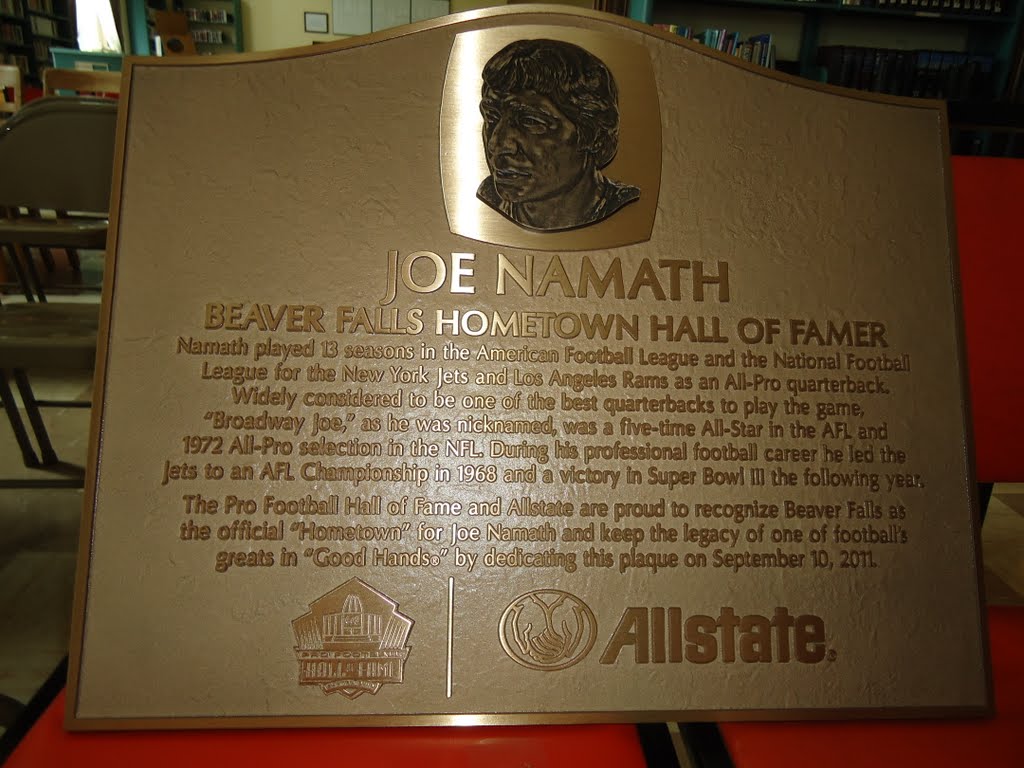 JOE NAMATH
BEAVER FALLS HOMETOWN HALL OF FAMER
Namath played 13 seasons in the American Football League and the National Football
League for the New York Jets and Los Angeles Rams as an All-Pro quarterback.
Widely considered to be one of the best quarterbacks to play the game,
"Broadway Joe," as he was nicknamed, was a five-time All-Star in the AFL and
1972 All-Pro selection in the NFL. During his professional football career he led the
Jets to an AFL Championship in 1968 and a victory in Super Bowl III the following year.
The Pro Football Hall of Fame and Allstate are proud to recognize Beaver Falls as
the official "Hometown" for Joe Namath and keep the legacy of one of football's
greats in "Good Hands®" by dedicating this plaque on September 10, 2011.
PRO FOOTBALL
HALL of FAME
Allstate®